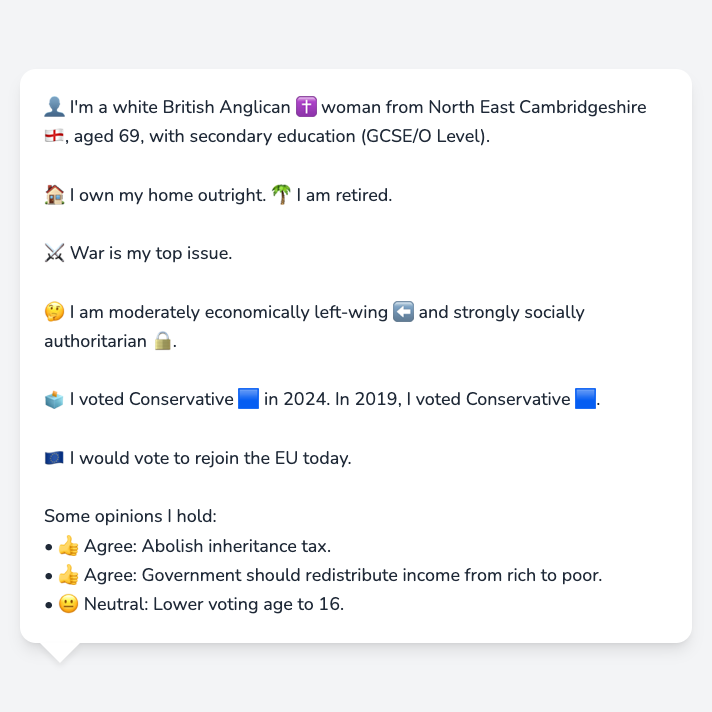 👤 I'm a white British Anglican ✝️ woman from North East Cambridgeshire
🏴󠁧󠁢󠁥󠁮󠁧󠁿, aged 69, with secondary education (GCSE/O Level).
🏠 I own my home outright. 🌴 I am retired.
⚔️ War is my top issue.
🤔 I am moderately economically left-wing ⬅️ and strongly socially
authoritarian 🔒.
🗳️ I voted Conservative 🟦 in 2024. In 2019, I voted Conservative 🟦.
🇪🇺 I would vote to rejoin the EU today.
Some opinions I hold:
• 👍 Agree: Abolish inheritance tax.
• 👍 Agree: Government should redistribute income from rich to poor.
• 😐 Neutral: Lower voting age to 16.